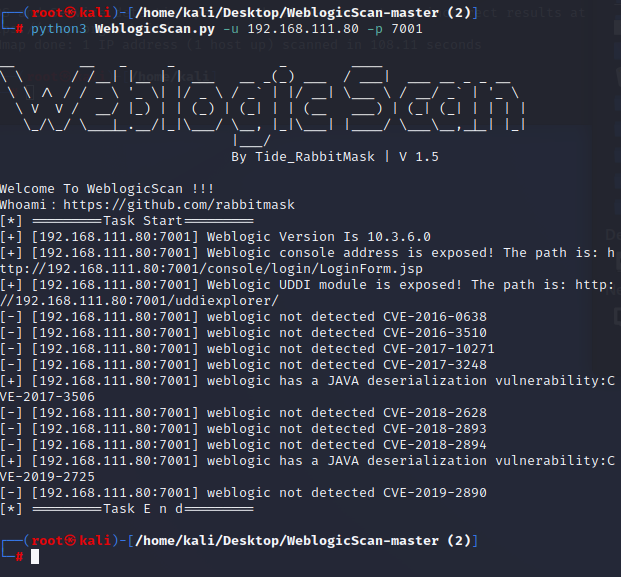 ┌──(root㉿kali)-[/home/kali/Desktop/WeblogicScan-master (2)]
└─# python3 WeblogicScan.py -u 192.168.111.80 -p 7001
Weblogic Scan
By Tide_RabbitMask | V 1.5
Welcome To WeblogicScan !!!
Whoami：https://github.com/rabbitmask
[*] =========Task Start=========
[+] [192.168.111.80:7001] Weblogic Version Is 10.3.6.0
[+] [192.168.111.80:7001] Weblogic console address is exposed! The path is: h
ttp://192.168.111.80:7001/console/login/LoginForm.jsp
[+] [192.168.111.80:7001] Weblogic UDDI module is exposed! The path is: http:
//192.168.111.80:7001/uddiexplorer/
[-] [192.168.111.80:7001] weblogic not detected CVE-2016-0638
[-] [192.168.111.80:7001] weblogic not detected CVE-2016-3510
[-] [192.168.111.80:7001] weblogic not detected CVE-2017-10271
[-] [192.168.111.80:7001] weblogic not detected CVE-2017-3248
[+] [192.168.111.80:7001] weblogic has a JAVA deserialization vulnerability:C
VE-2017-3506
[-] [192.168.111.80:7001] weblogic not detected CVE-2018-2628
[-] [192.168.111.80:7001] weblogic not detected CVE-2018-2893
[-] [192.168.111.80:7001] weblogic not detected CVE-2018-2894
[+] [192.168.111.80:7001] weblogic has a JAVA deserialization vulnerability:C
VE-2019-2725
[-] [192.168.111.80:7001] weblogic not detected CVE-2019-2890
[*] =========Task E n d=========
┌──(root㉿kali)-[/home/kali/Desktop/WeblogicScan-master (2)]
└─#